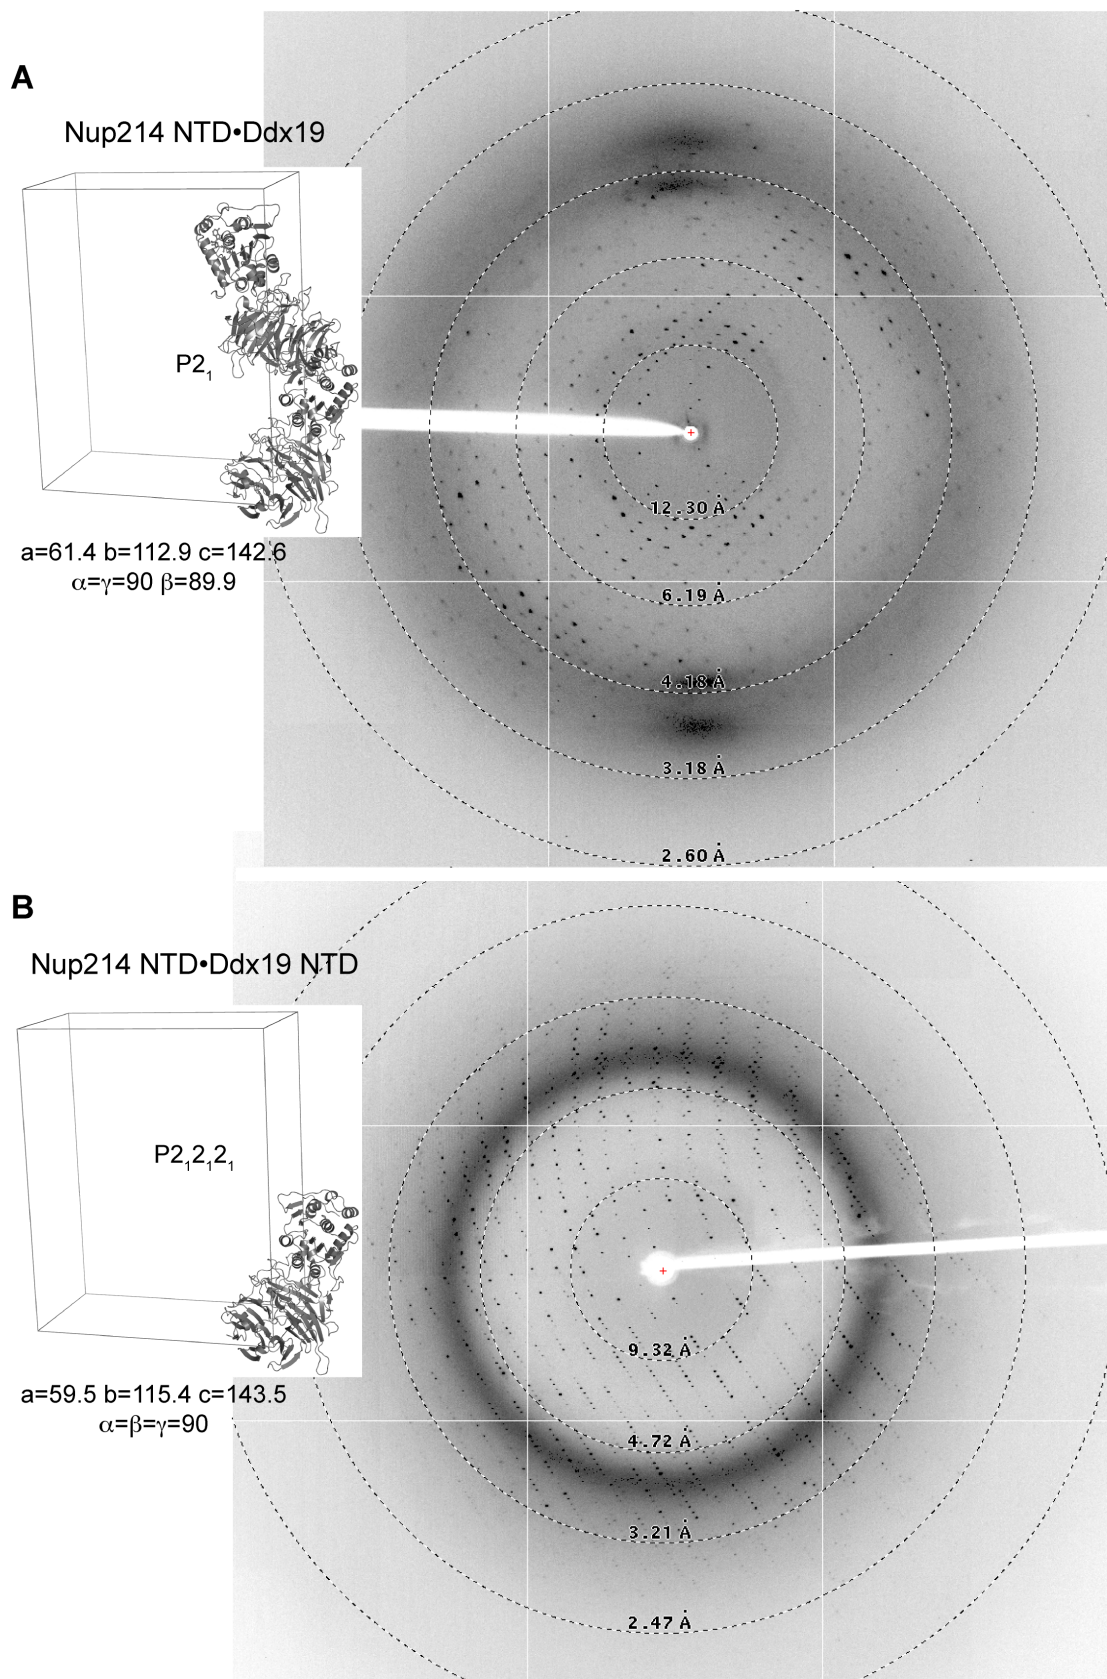 A
Nup214 NTD•Ddx19
P2₁
a=61.4 b=112.9 c=142.6
α=γ=90 β=89.9
12.30 Å
6.19 Å
4.18 Å
3.18 Å
2.60 Å
B
Nup214 NTD•Ddx19 NTD
P2₁2₁2₁
a=59.5 b=115.4 c=143.5
α=β=γ=90
9.32 Å
4.72 Å
3.21 Å
2.47 Å